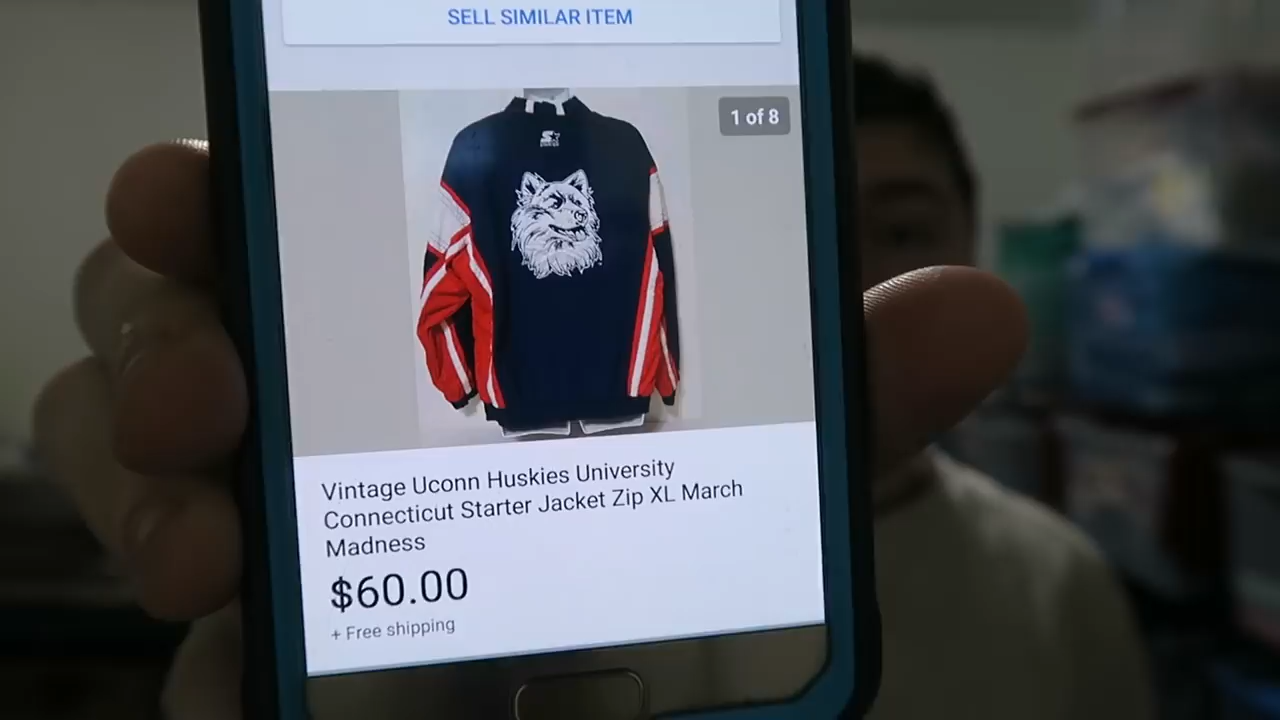 SELL SIMILAR ITEM
1 of 8
Vintage Uconn Huskies University
Connecticut Starter Jacket Zip XL March
Madness
$60.00
+ Free shipping